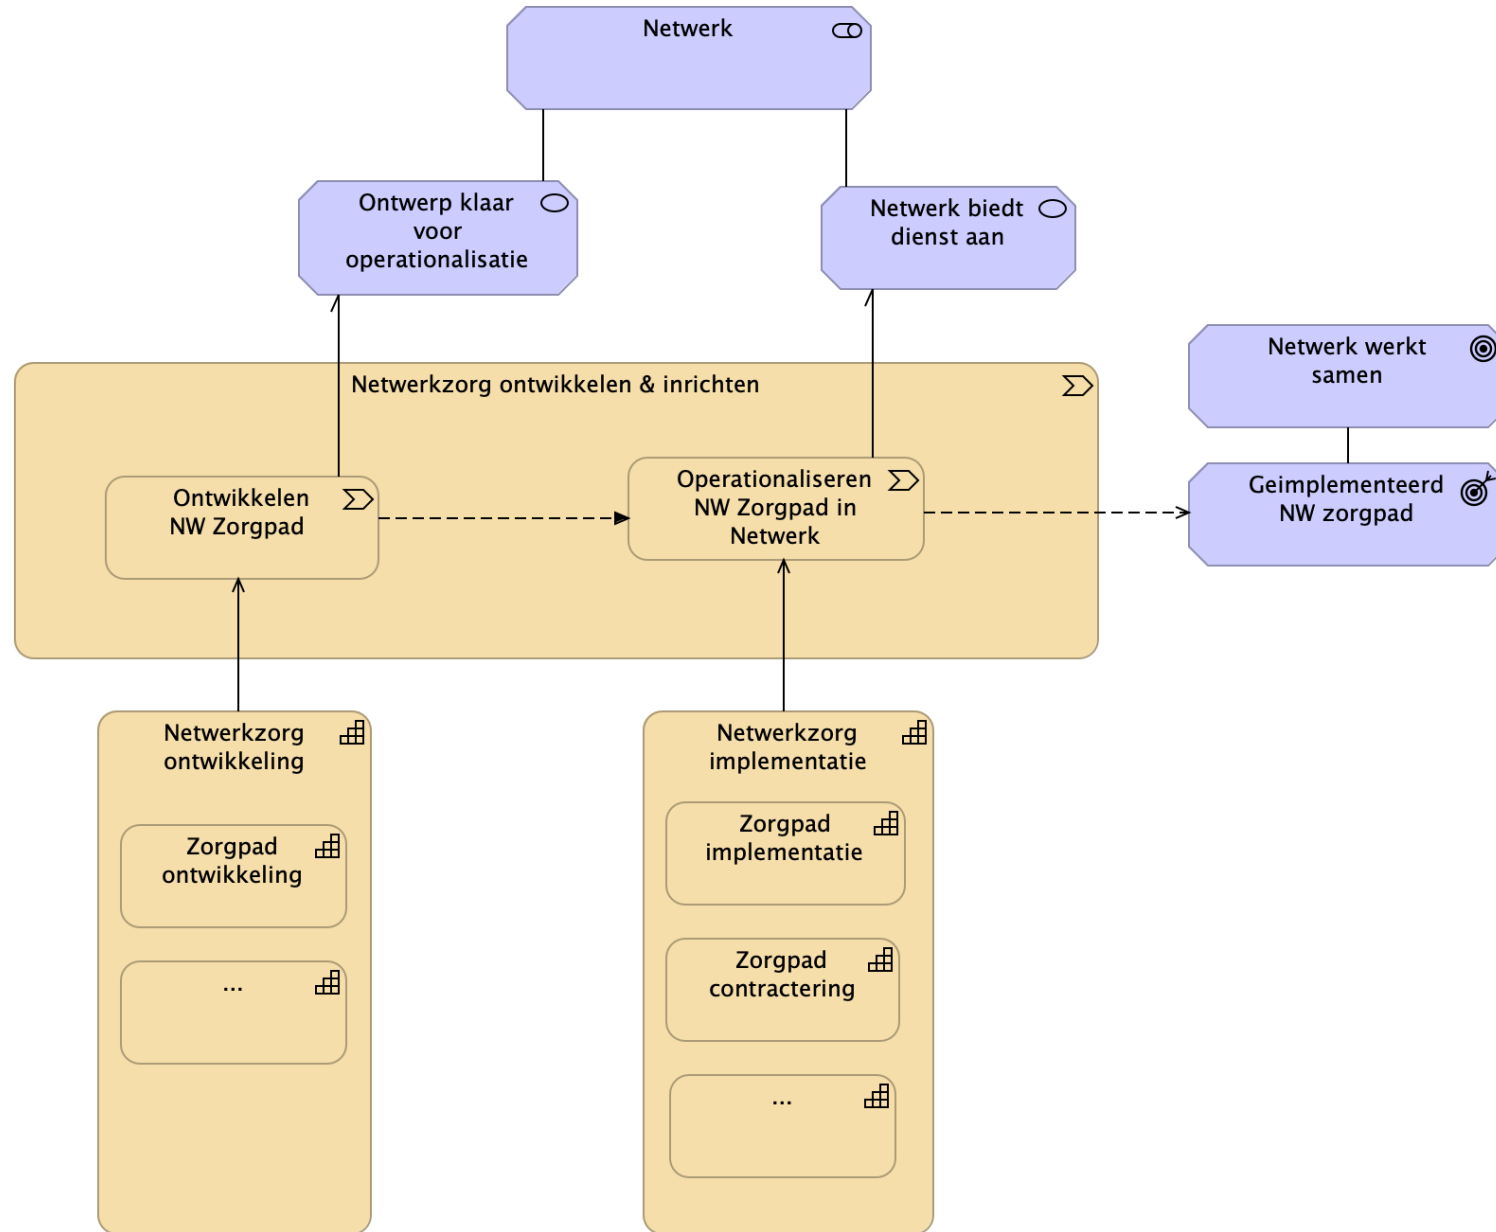 Netwerk
Ontwerp klaar
voor
operationalisatie
Netwerk biedt
dienst aan
Netwerk werkt
samen
Netwerkzorg ontwikkelen & inrichten
Ontwikkelen
NW Zorgpad
Operationaliseren
NW Zorgpad in
Netwerk
Geimplementeerd
NW zorgpad
Netwerkzorg
ontwikkeling
Zorgpad
ontwikkeling
...
Netwerkzorg
implementatie
Zorgpad
implementatie
Zorgpad
contractering
...